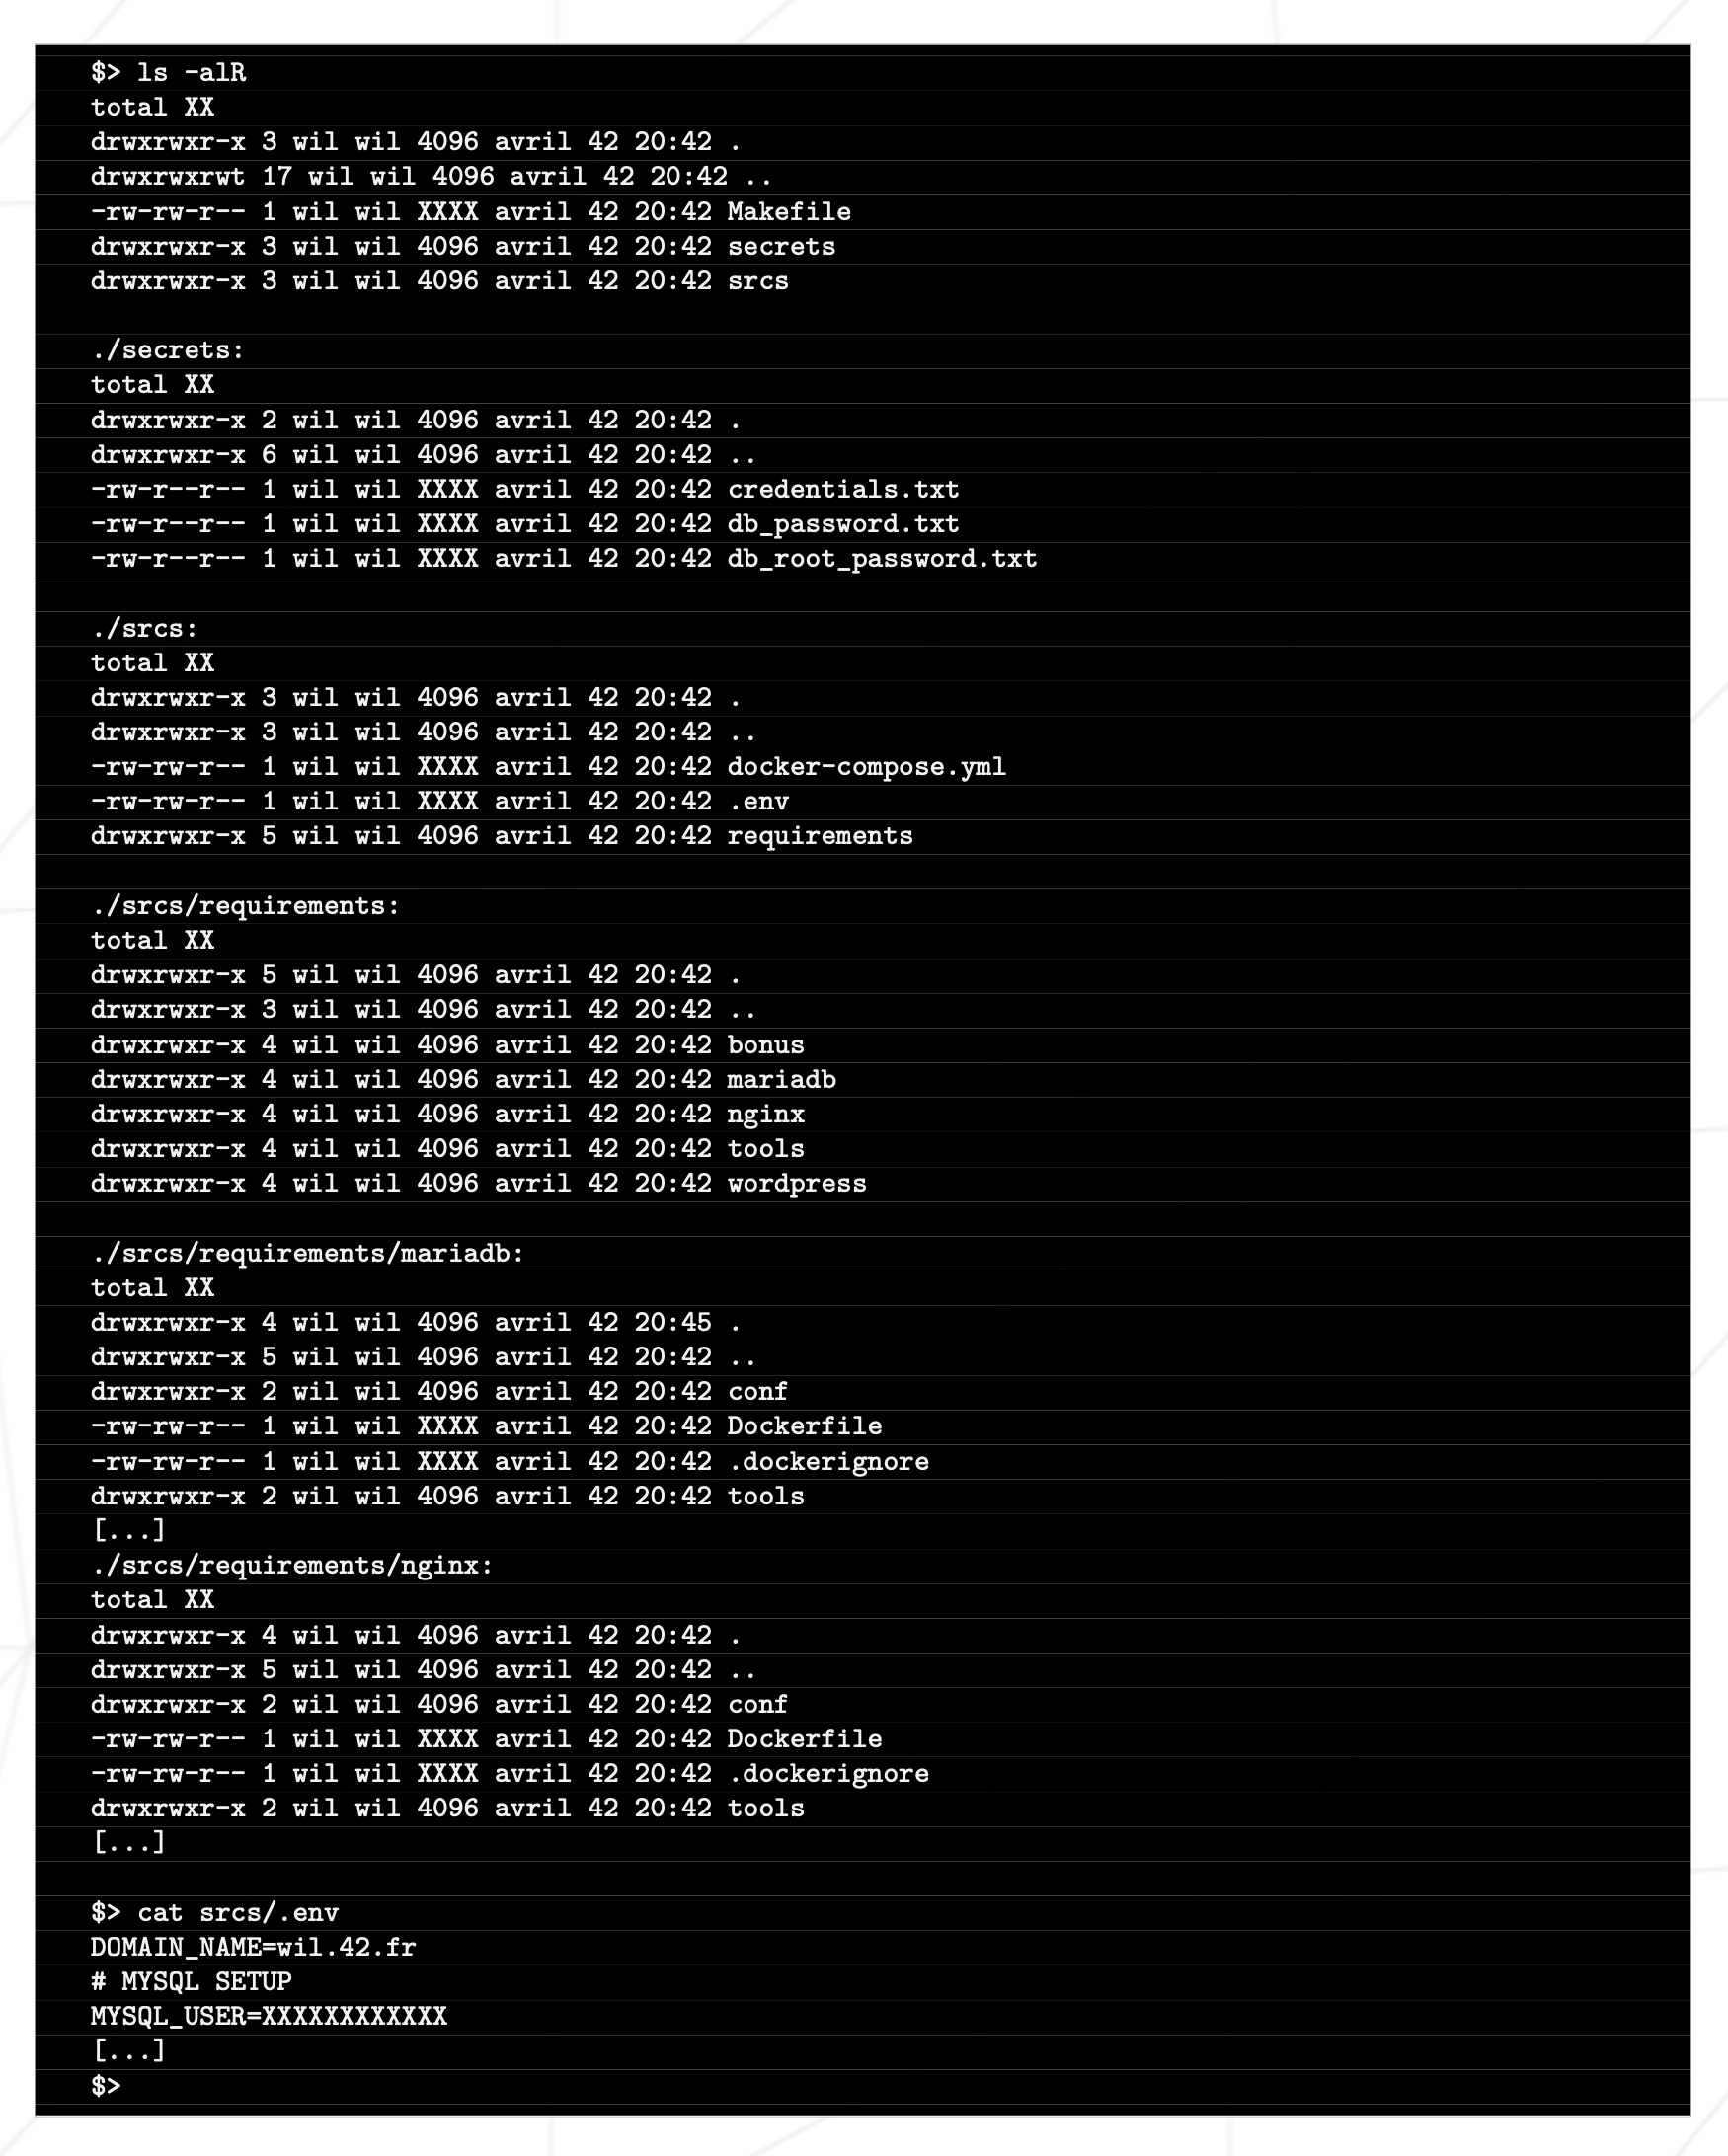 $> ls -alR
total XX
drwxrwxr-x 3 wil wil 4096 avril 42 20:42 .
drwxrwxrwt 17 wil wil 4096 avril 42 20:42 ..
-rw-rw-r-- 1 wil wil XXXX avril 42 20:42 Makefile
drwxrwxr-x 3 wil wil 4096 avril 42 20:42 secrets
drwxrwxr-x 3 wil wil 4096 avril 42 20:42 srcs

./secrets:
total XX
drwxrwxr-x 2 wil wil 4096 avril 42 20:42 .
drwxrwxr-x 6 wil wil 4096 avril 42 20:42 ..
-rw-r--r-- 1 wil wil XXXX avril 42 20:42 credentials.txt
-rw-r--r-- 1 wil wil XXXX avril 42 20:42 db_password.txt
-rw-r--r-- 1 wil wil XXXX avril 42 20:42 db_root_password.txt

./srcs:
total XX
drwxrwxr-x 3 wil wil 4096 avril 42 20:42 .
drwxrwxr-x 3 wil wil 4096 avril 42 20:42 ..
-rw-rw-r-- 1 wil wil XXXX avril 42 20:42 docker-compose.yml
-rw-rw-r-- 1 wil wil XXXX avril 42 20:42 .env
drwxrwxr-x 5 wil wil 4096 avril 42 20:42 requirements

./srcs/requirements:
total XX
drwxrwxr-x 5 wil wil 4096 avril 42 20:42 .
drwxrwxr-x 3 wil wil 4096 avril 42 20:42 ..
drwxrwxr-x 4 wil wil 4096 avril 42 20:42 bonus
drwxrwxr-x 4 wil wil 4096 avril 42 20:42 mariadb
drwxrwxr-x 4 wil wil 4096 avril 42 20:42 nginx
drwxrwxr-x 4 wil wil 4096 avril 42 20:42 tools
drwxrwxr-x 4 wil wil 4096 avril 42 20:42 wordpress

./srcs/requirements/mariadb:
total XX
drwxrwxr-x 4 wil wil 4096 avril 42 20:45 .
drwxrwxr-x 5 wil wil 4096 avril 42 20:42 ..
drwxrwxr-x 2 wil wil 4096 avril 42 20:42 conf
-rw-rw-r-- 1 wil wil XXXX avril 42 20:42 Dockerfile
-rw-rw-r-- 1 wil wil XXXX avril 42 20:42 .dockerignore
drwxrwxr-x 2 wil wil 4096 avril 42 20:42 tools
[...]
./srcs/requirements/nginx:
total XX
drwxrwxr-x 4 wil wil 4096 avril 42 20:42 .
drwxrwxr-x 5 wil wil 4096 avril 42 20:42 ..
drwxrwxr-x 2 wil wil 4096 avril 42 20:42 conf
-rw-rw-r-- 1 wil wil XXXX avril 42 20:42 Dockerfile
-rw-rw-r-- 1 wil wil XXXX avril 42 20:42 .dockerignore
drwxrwxr-x 2 wil wil 4096 avril 42 20:42 tools
[...]

$> cat srcs/.env
DOMAIN_NAME=wil.42.fr
# MYSQL SETUP
MYSQL_USER=XXXXXXXXXXXX
[...]
$>